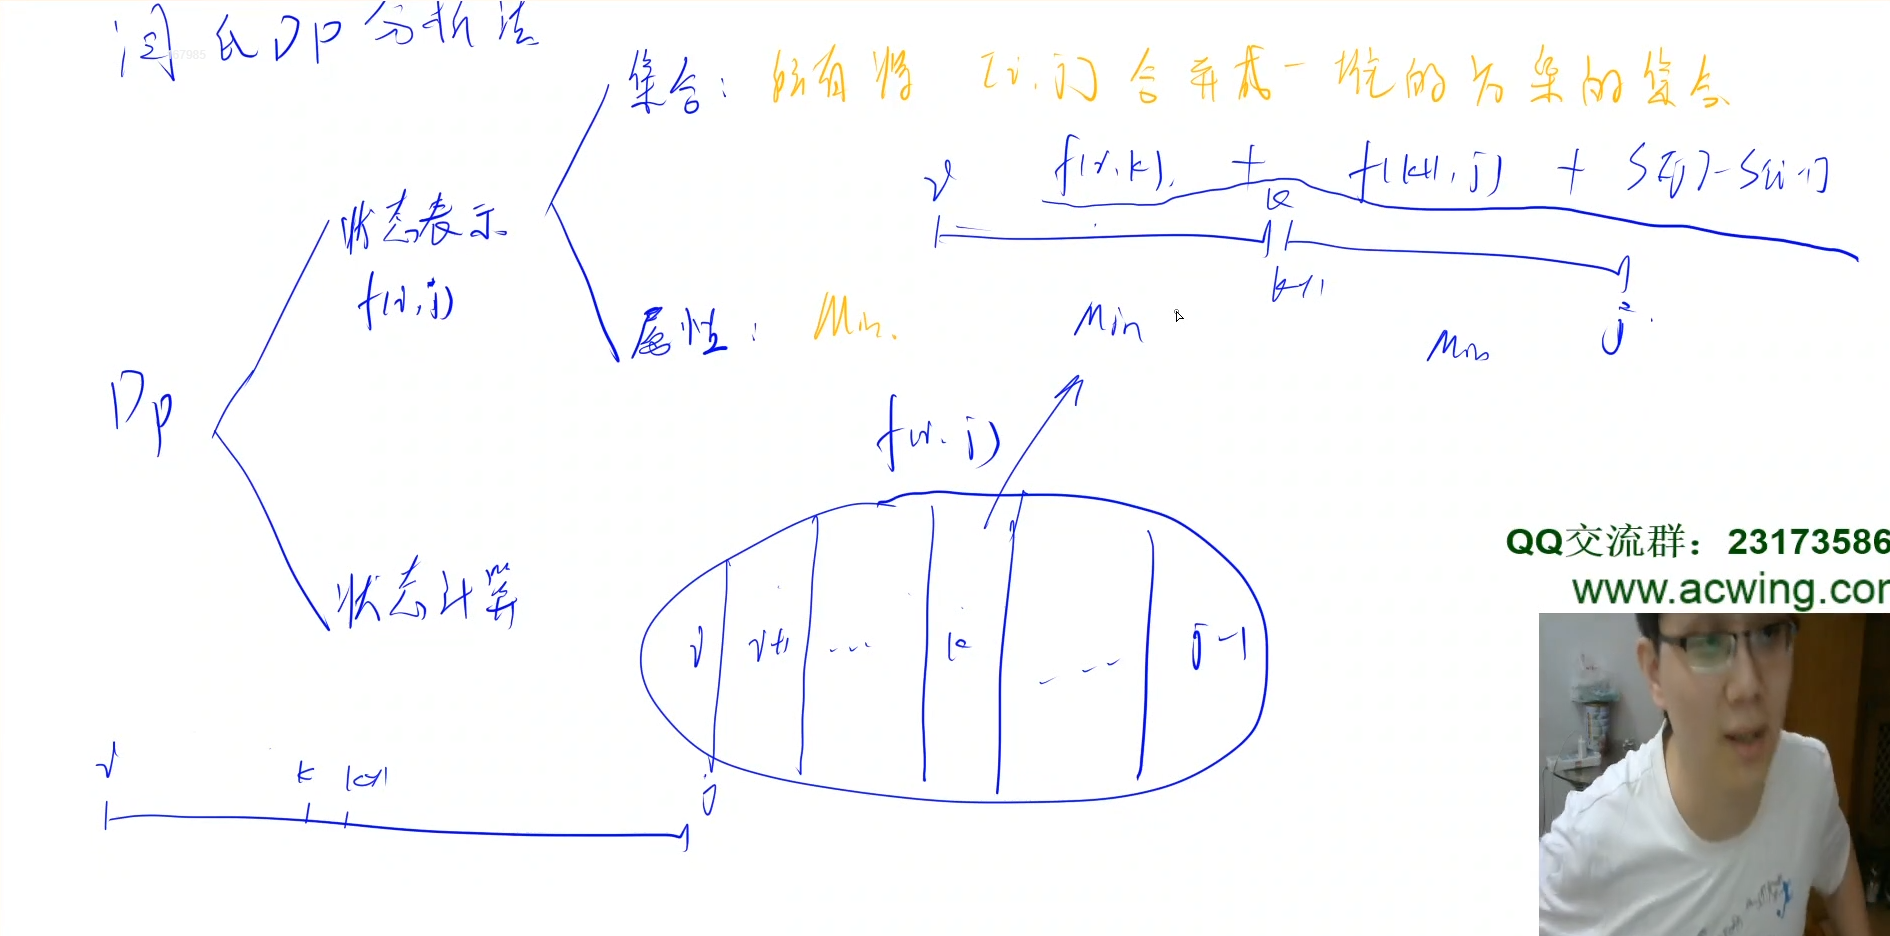 闫氏DP分析法
集合：所有将[i,j]合并成一堆的方案的集合
f(i,k) + f(k+1,j) + S[j]-S[i-1]
i k
k+1 j
状态表示
f(i,j)
属性：Min.
Min Min
DP
f(i,j)
状态计算
i i+1 ... k ... j-1
i k k+1 j
QQ交流群：23173586
www.acwing.com